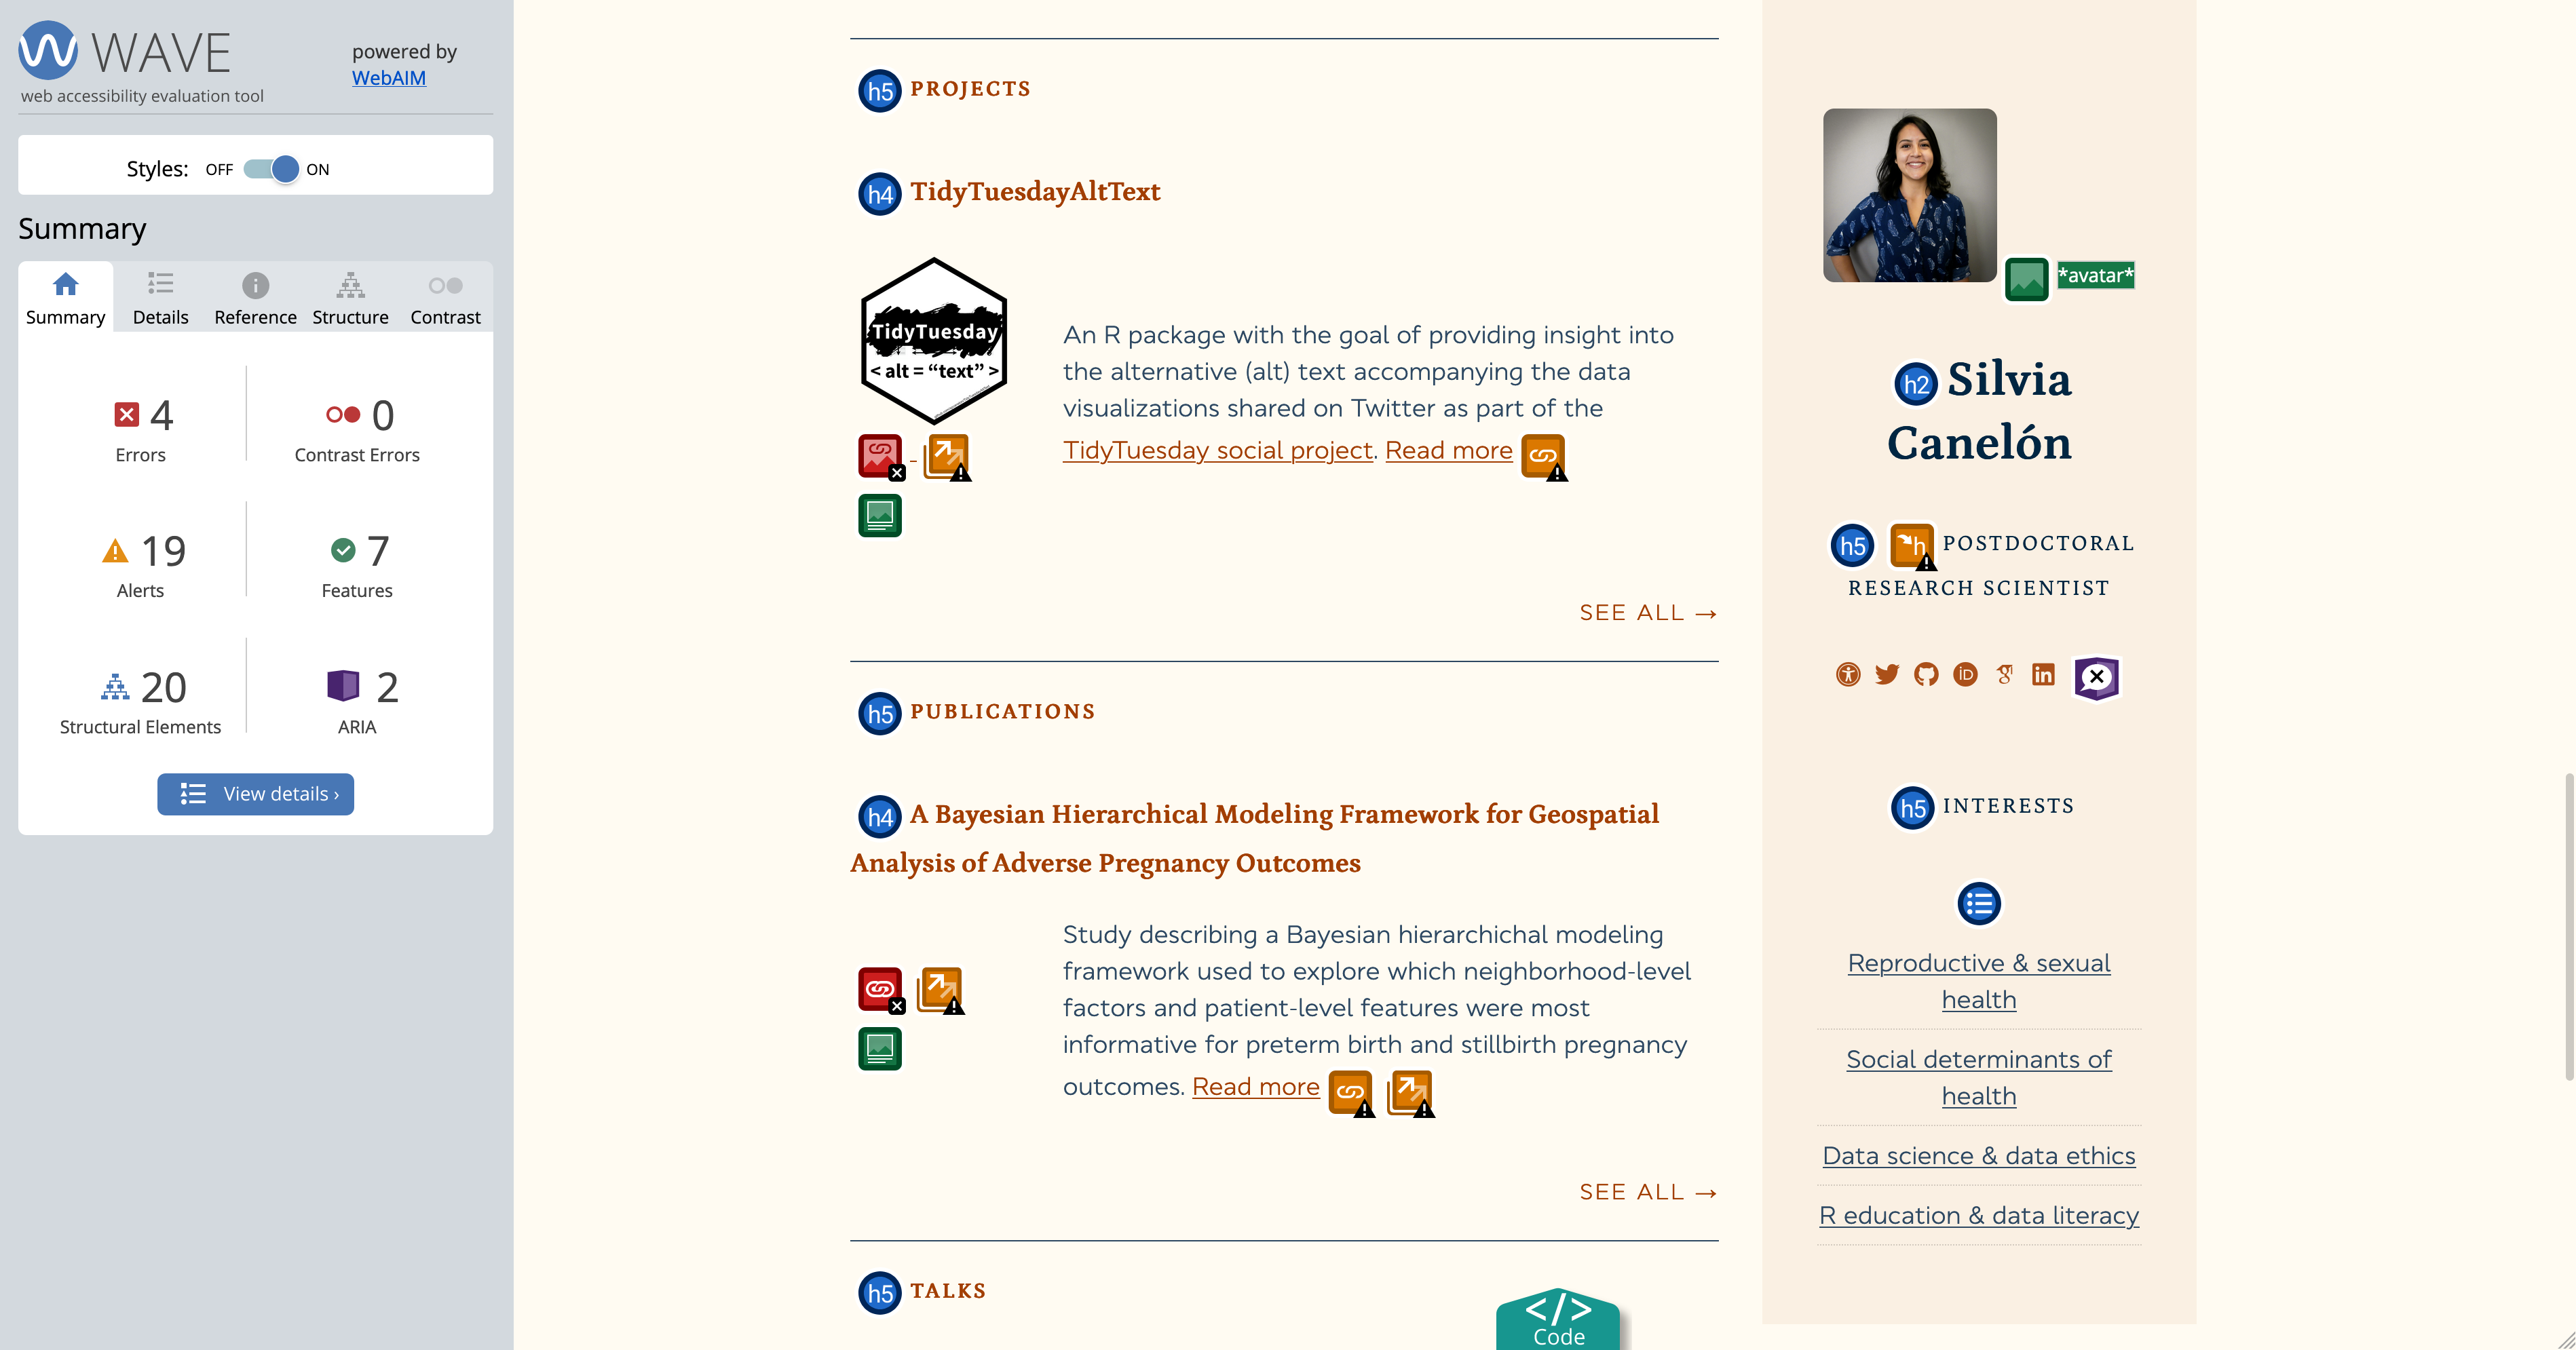 WAVE
powered by
WebAIM
web accessibility evaluation tool
Styles: OFF ON
Summary
Summary Details Reference Structure Contrast
4
Errors
0
Contrast Errors
19
Alerts
7
Features
20
Structural Elements
2
ARIA
View details ›
h5 PROJECTS
h4 TidyTuesdayAltText
TidyTuesday
< alt = “text” >
An R package with the goal of providing insight into
the alternative (alt) text accompanying the data
visualizations shared on Twitter as part of the
TidyTuesday social project. Read more
SEE ALL →
h5 PUBLICATIONS
h4 A Bayesian Hierarchical Modeling Framework for Geospatial
Analysis of Adverse Pregnancy Outcomes
Study describing a Bayesian hierarchichal modeling
framework used to explore which neighborhood-level
factors and patient-level features were most
informative for preterm birth and stillbirth pregnancy
outcomes. Read more
SEE ALL →
h5 TALKS
</>
Code
*avatar*
h2 Silvia
Canelón
h5 h POSTDOCTORAL
RESEARCH SCIENTIST
h5 INTERESTS
Reproductive & sexual
health
Social determinants of
health
Data science & data ethics
R education & data literacy